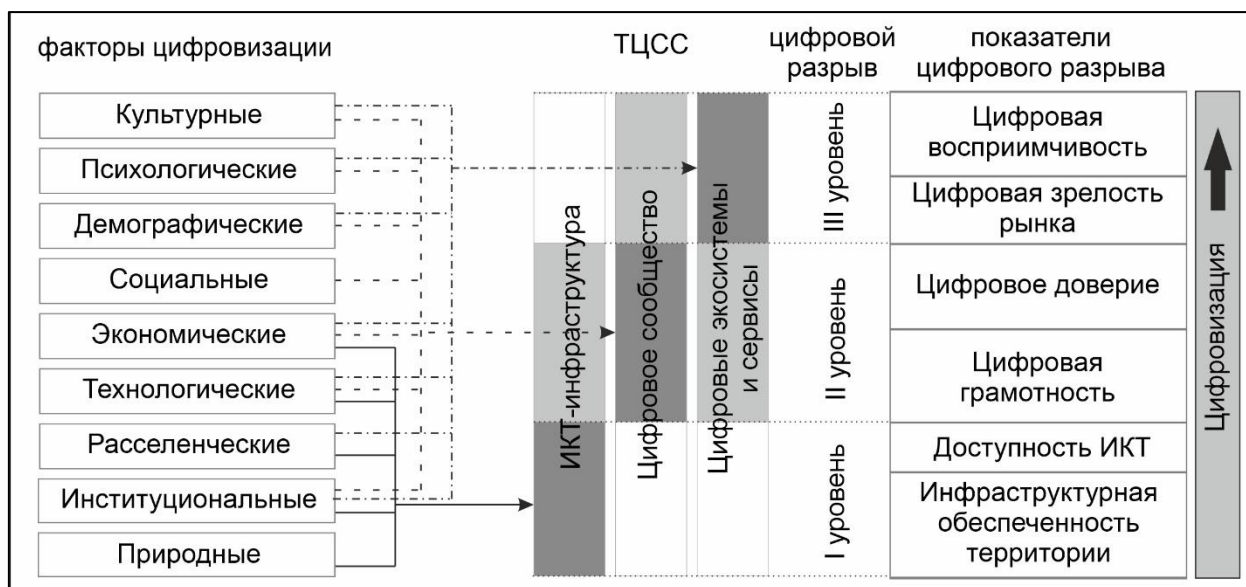 факторы цифровизации
Культурные
Психологические
Демографические
Социальные
Экономические
Технологические
Расселенческие
Институциональные
Природные
ТЦСС
ИКТ-инфраструктура
Цифровое сообщество
Цифровые экосистемы
и сервисы
цифровой
разрыв
III уровень
II уровень
I уровень
показатели
цифрового разрыва
Цифровая
восприимчивость
Цифровая зрелость
рынка
Цифровое доверие
Цифровая
грамотность
Доступность ИКТ
Инфраструктурная
обеспеченность
территории
Цифровизация